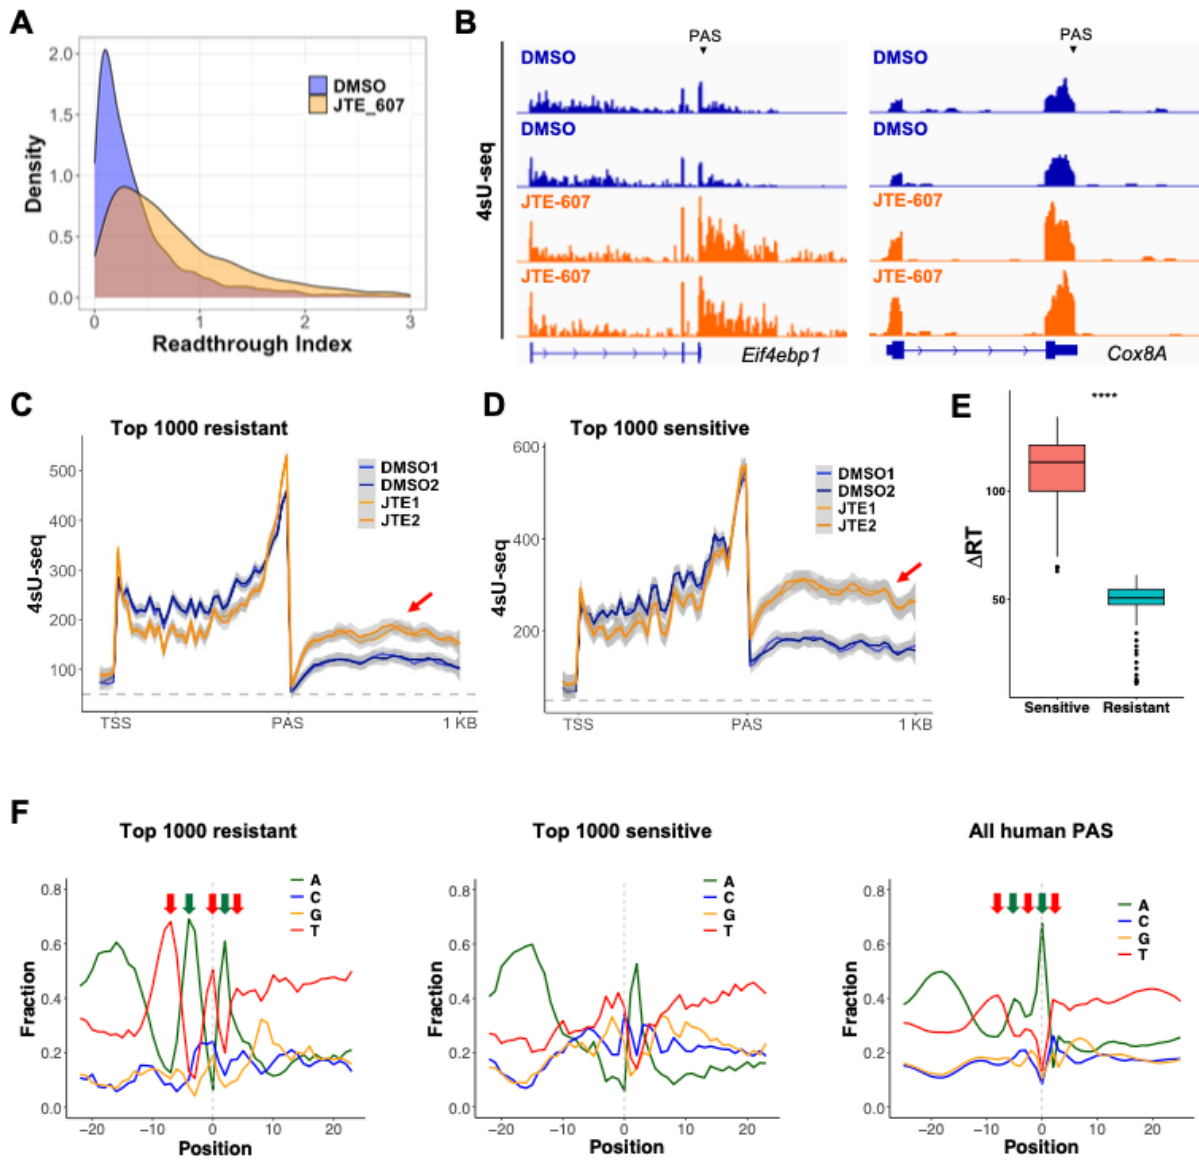 A
2.0
1.5
1.0
0.5
0.0
Density
DMSO
JTE_607
0
1
2
3
Readthrough Index
B
PAS
PAS
4sU-seq
DMSO
DMSO
DMSO
DMSO
JTE-607
JTE-607
JTE-607
JTE-607
Eif4ebp1
Cox8A
C
Top 1000 resistant
4sU-seq
500
400
300
200
100
DMSO1
DMSO2
JTE1
JTE2
TSS
PAS
1 KB
D
Top 1000 sensitive
4sU-seq
600
400
200
DMSO1
DMSO2
JTE1
JTE2
TSS
PAS
1 KB
E
****
ΔRT
100
50
Sensitive
Resistant
F
Top 1000 resistant
Fraction
0.8
0.6
0.4
0.2
0.0
A
C
G
T
−20
−10
0
10
20
Position
Top 1000 sensitive
Fraction
0.8
0.6
0.4
0.2
0.0
A
C
G
T
−20
−10
0
10
20
Position
All human PAS
Fraction
0.8
0.6
0.4
0.2
0.0
A
C
G
T
−20
−10
0
10
20
Position